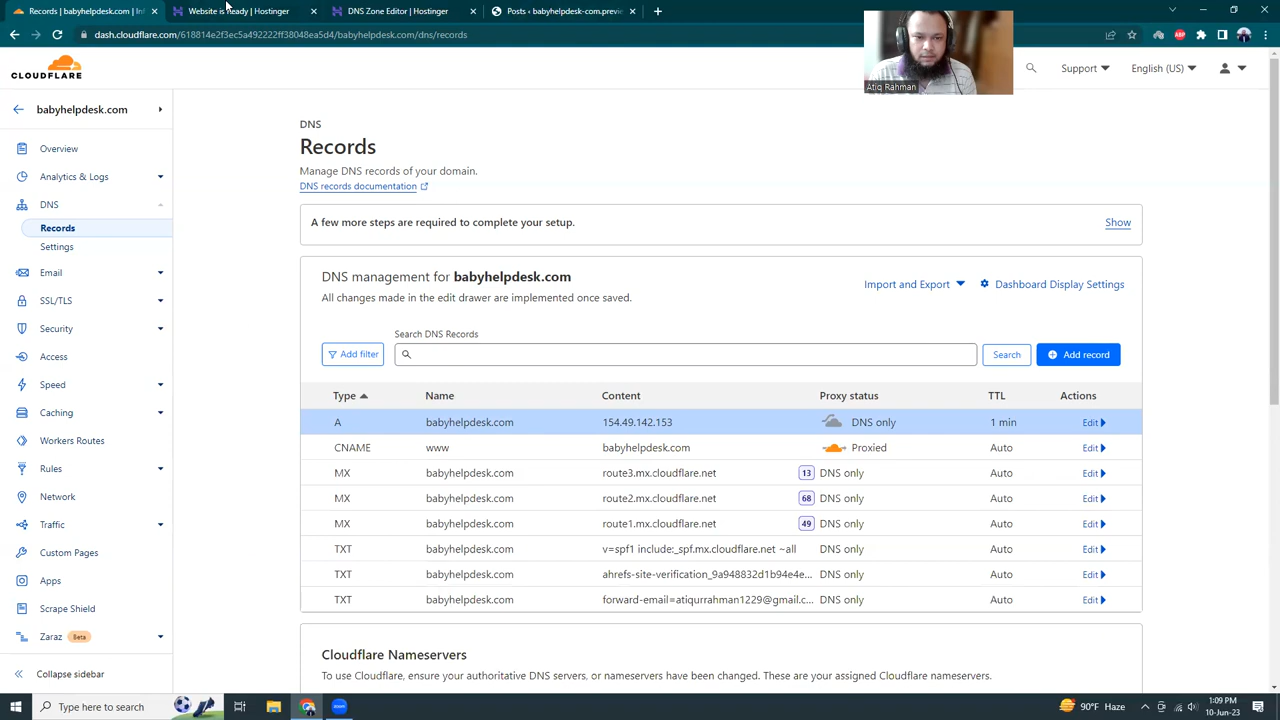 Records | babyhelpdesk.com | Inf
Website is Ready | Hostinger
DNS Zone Editor | Hostinger
Posts ‹ babyhelpdesk-com.previe
dash.cloudflare.com/618814e2f3ec5a492222ff38048ea5d4/babyhelpdesk.com/dns/records
ABP
Atiq Rahman
CLOUDFLARE
Support
English (US)
babyhelpdesk.com
Overview
Analytics & Logs
DNS
Records
Settings
Email
SSL/TLS
Security
Access
Speed
Caching
Workers Routes
Rules
Network
Traffic
Custom Pages
Apps
Scrape Shield
Zaraz Beta
Collapse sidebar
DNS
Records
Manage DNS records of your domain.
DNS records documentation
A few more steps are required to complete your setup. Show
DNS management for babyhelpdesk.com
All changes made in the edit drawer are implemented once saved.
Import and Export
Dashboard Display Settings
Search DNS Records
Add filter
Search
Add record
Type Name Content Proxy status TTL Actions
A babyhelpdesk.com 154.49.142.153 DNS only 1 min Edit
CNAME www babyhelpdesk.com Proxied Auto Edit
MX babyhelpdesk.com route3.mx.cloudflare.net 13 DNS only Auto Edit
MX babyhelpdesk.com route2.mx.cloudflare.net 68 DNS only Auto Edit
MX babyhelpdesk.com route1.mx.cloudflare.net 49 DNS only Auto Edit
TXT babyhelpdesk.com v=spf1 include:_spf.mx.cloudflare.net ~all DNS only Auto Edit
TXT babyhelpdesk.com ahrefs-site-verification_9a948832d1b94e4e... DNS only Auto Edit
TXT babyhelpdesk.com forward-email=atiqurrahman1229@gmail.c... DNS only Auto Edit
Cloudflare Nameservers
To use Cloudflare, ensure your authoritative DNS servers, or nameservers have been changed. These are your assigned Cloudflare nameservers.
Type here to search
90°F Haze
1:09 PM
10-Jun-23